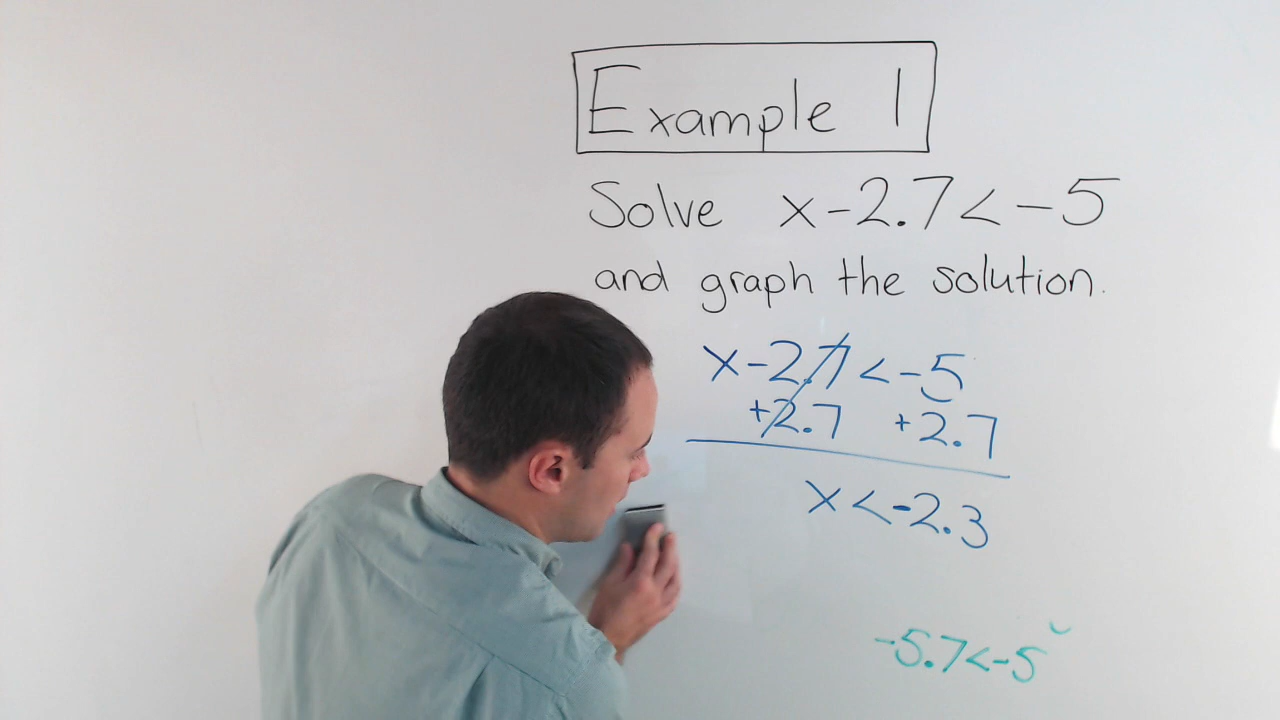 Example 1
Solve x-2.7<-5
and graph the solution.
x-2.7<-5
+2.7 +2.7
x<-2.3
-5.7<-5